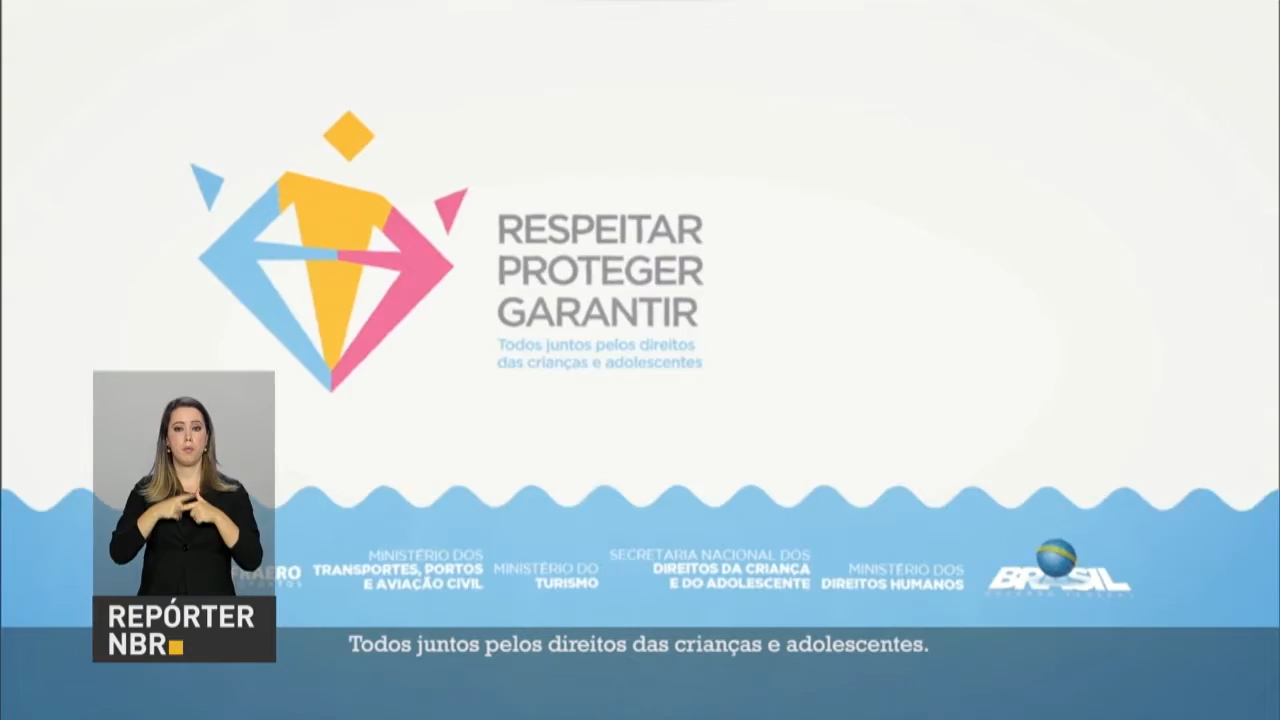 RESPEITAR
PROTEGER
GARANTIR
Todos juntos pelos direitos
das crianças e adolescentes
MINISTÉRIO DOS
TRANSPORTES, PORTOS
E AVIAÇÃO CIVIL
MINISTÉRIO DO
TURISMO
SECRETARIA NACIONAL DOS
DIREITOS DA CRIANÇA
E DO ADOLESCENTE
MINISTÉRIO DOS
DIREITOS HUMANOS
BRASIL
REPÓRTER
NBR
Todos juntos pelos direitos das crianças e adolescentes.